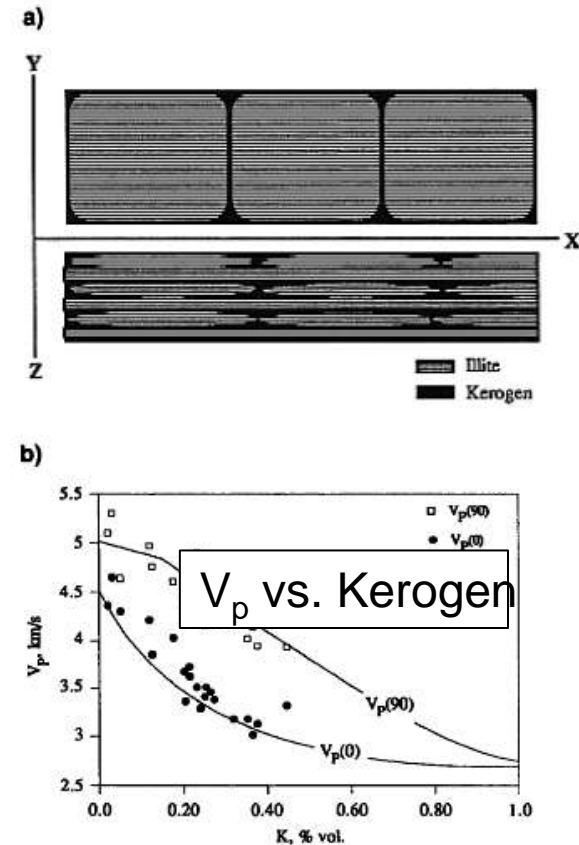 a)
Y
X
Z
Illite
Kerogen
b)
5.5
5
4.5
4
3.5
3
2.5
Vp, km/s
Vp(90)
Vp(0)
Vp vs. Kerogen
Vp(90)
Vp(0)
0.0
0.20
0.40
0.60
0.80
1.0
K, % vol.